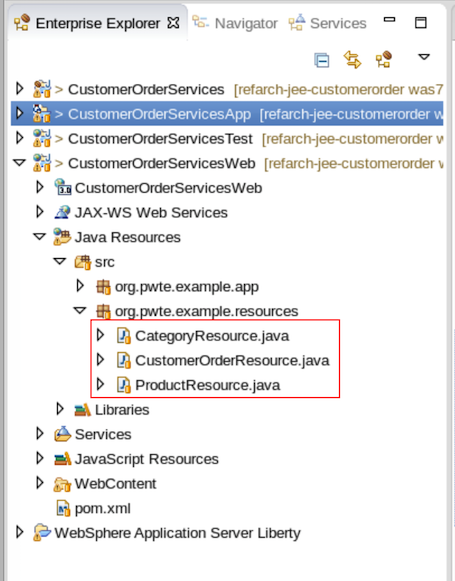 Enterprise Explorer Navigator Services
> CustomerOrderServices [refarch-jee-customerorder was7
> CustomerOrderServicesApp [refarch-jee-customerorder w
> CustomerOrderServicesTest [refarch-jee-customerorder w
> CustomerOrderServicesWeb [refarch-jee-customerorder w
CustomerOrderServicesWeb
JAX-WS Web Services
Java Resources
src
org.pwte.example.app
org.pwte.example.resources
CategoryResource.java
CustomerOrderResource.java
ProductResource.java
Libraries
Services
JavaScript Resources
WebContent
pom.xml
WebSphere Application Server Liberty